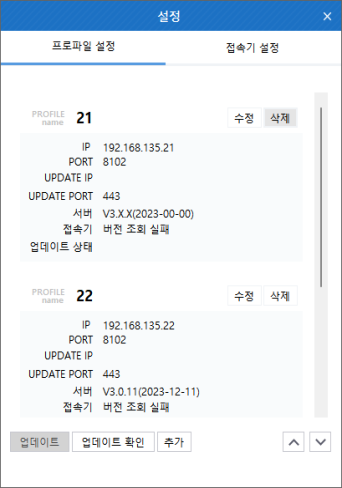 설정 ×
프로파일 설정 접속기 설정
PROFILE name 21 수정 삭제
IP 192.168.135.21
PORT 8102
UPDATE IP
UPDATE PORT 443
서버 V3.X.X(2023-00-00)
접속기 버전 조회 실패
업데이트 상태
PROFILE name 22 수정 삭제
IP 192.168.135.22
PORT 8102
UPDATE IP
UPDATE PORT 443
서버 V3.0.11(2023-12-11)
접속기 버전 조회 실패
업데이트 업데이트 확인 추가